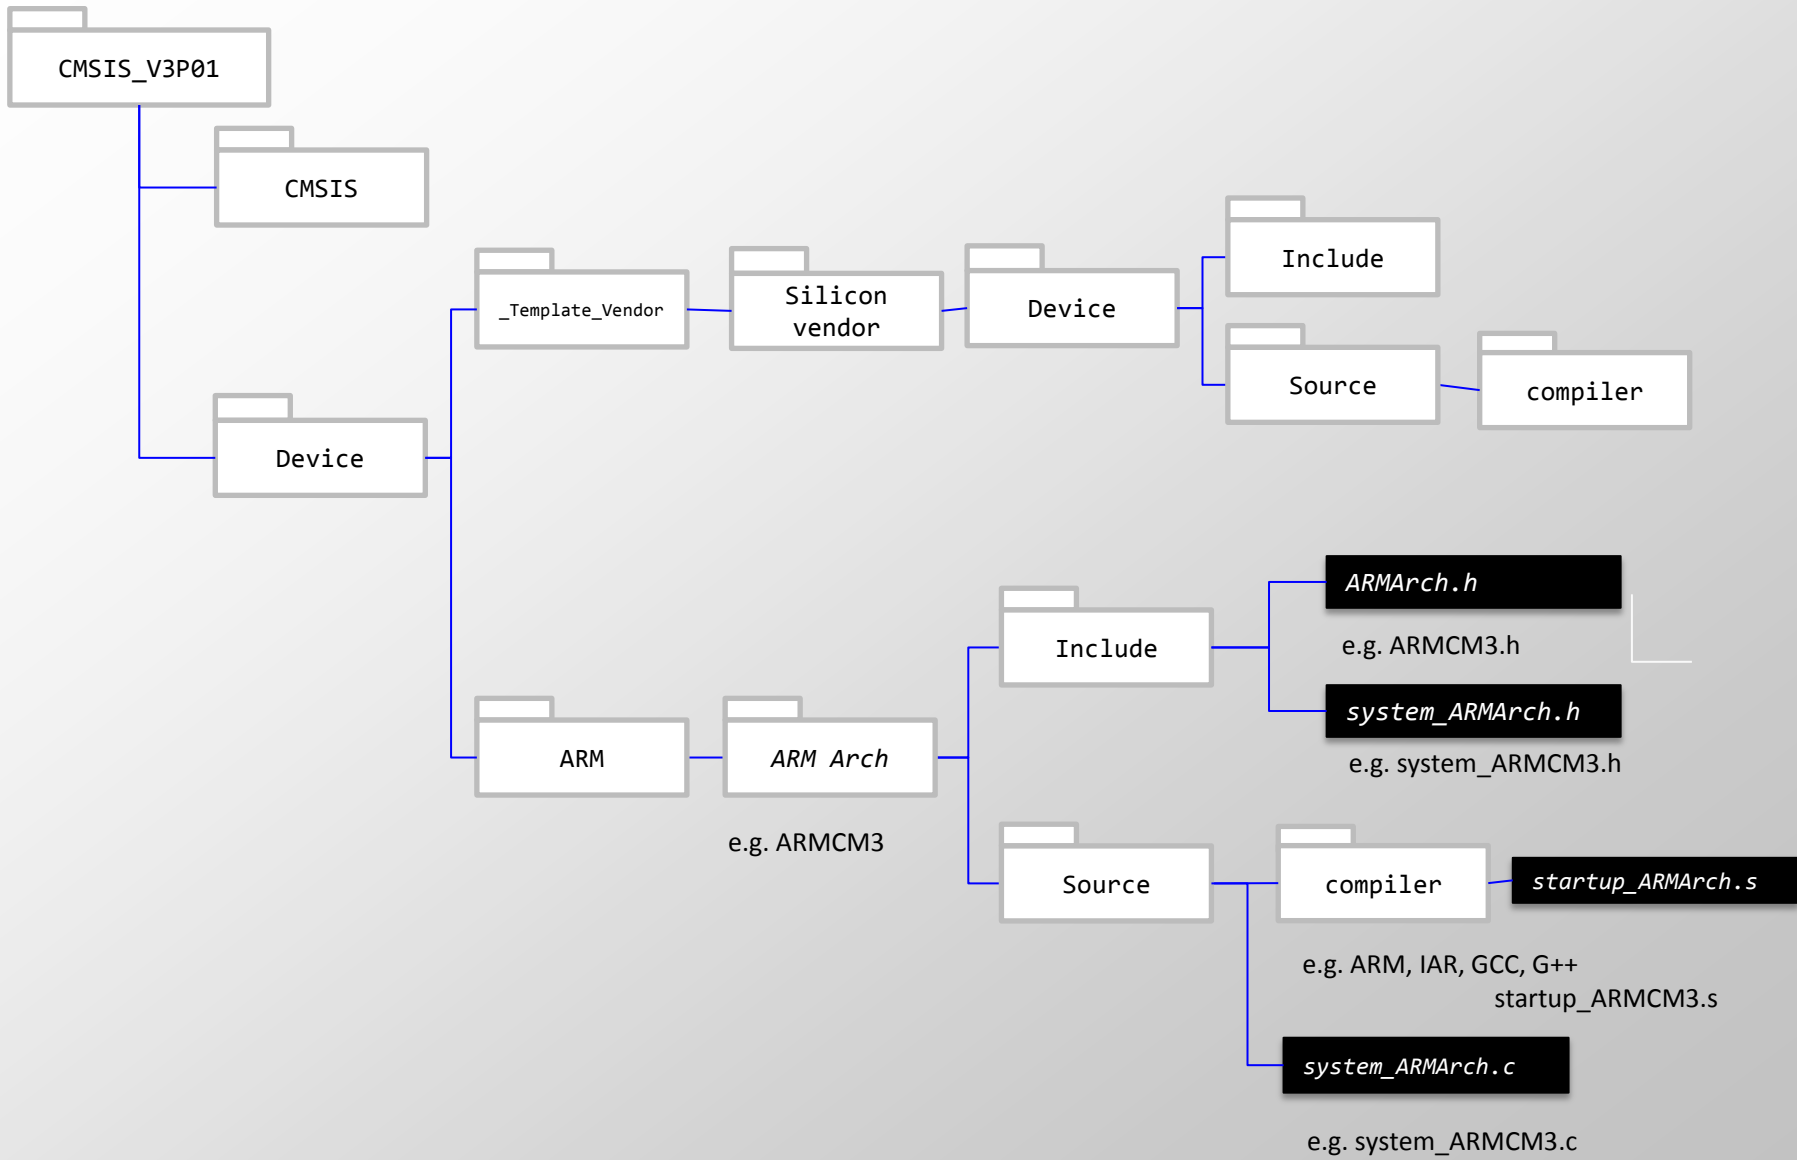 CMSIS_V3P01
CMSIS
Include
_Template_Vendor
Silicon
vendor
Device
Source
compiler
Device
ARMArch.h
e.g. ARMCM3.h
Include
system_ARMArch.h
e.g. system_ARMCM3.h
ARM
ARM Arch
e.g. ARMCM3
Source
compiler
startup_ARMArch.s
e.g. ARM, IAR, GCC, G++
startup_ARMCM3.s
system_ARMArch.c
e.g. system_ARMCM3.c